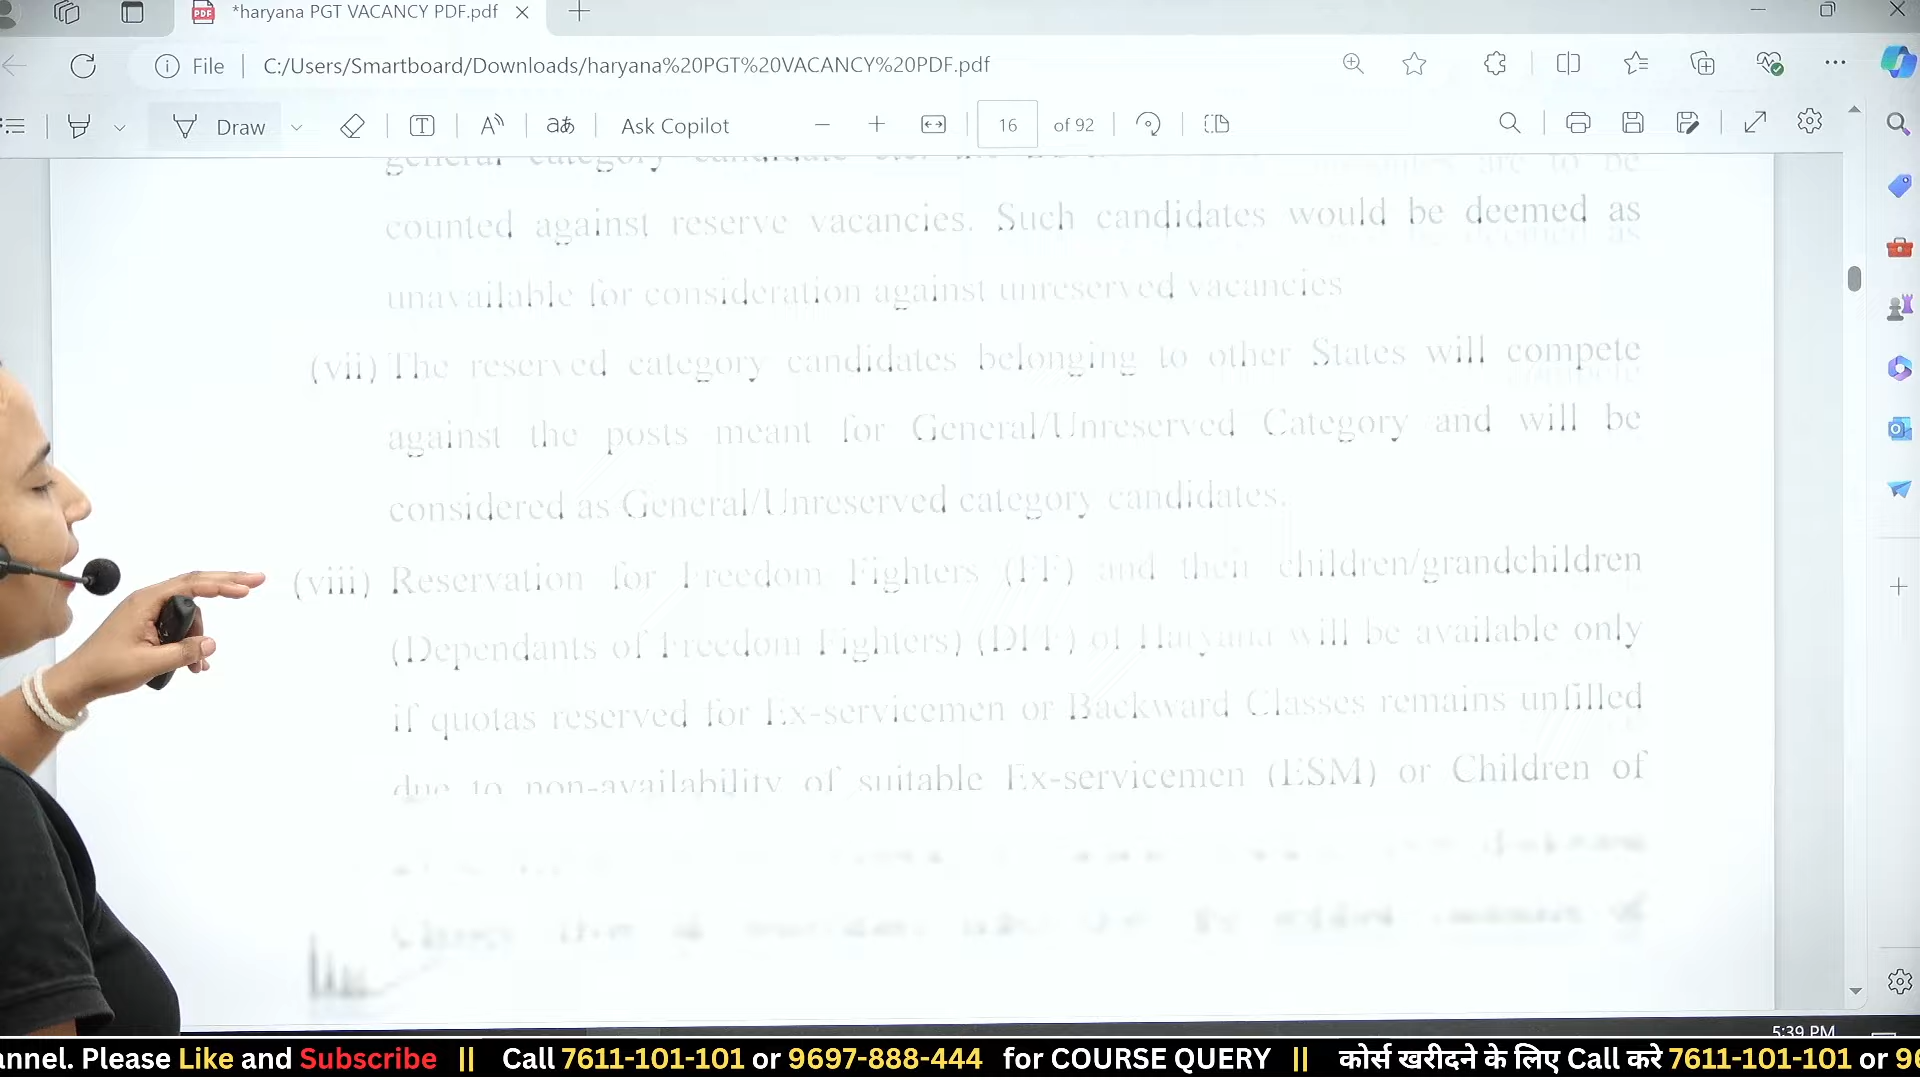 *haryana PGT VACANCY PDF.pdf
File C:/Users/Smartboard/Downloads/haryana%20PGT%20VACANCY%20PDF.pdf
Draw Ask Copilot 16 of 92
general category candidate etc.
counted against reserve vacancies. Such candidates would be deemed as
unavailable for consideration against unreserved vacancies
(vii) The reserved category candidates belonging to other States will compete
against the posts meant for General/Unreserved Category and will be
considered as General/Unreserved category candidates.
(viii) Reservation for Freedom Fighters (FF) and their children/grandchildren
(Dependants of Freedom Fighters) (DFF) of Haryana will be available only
if quotas reserved for Ex-servicemen or Backward Classes remains unfilled
due to non-availability of suitable Ex-servicemen (ESM) or Children of
5:39 PM
annel. Please Like and Subscribe || Call 7611-101-101 or 9697-888-444 for COURSE QUERY || कोर्स खरीदने के लिए Call करे 7611-101-101 or 96